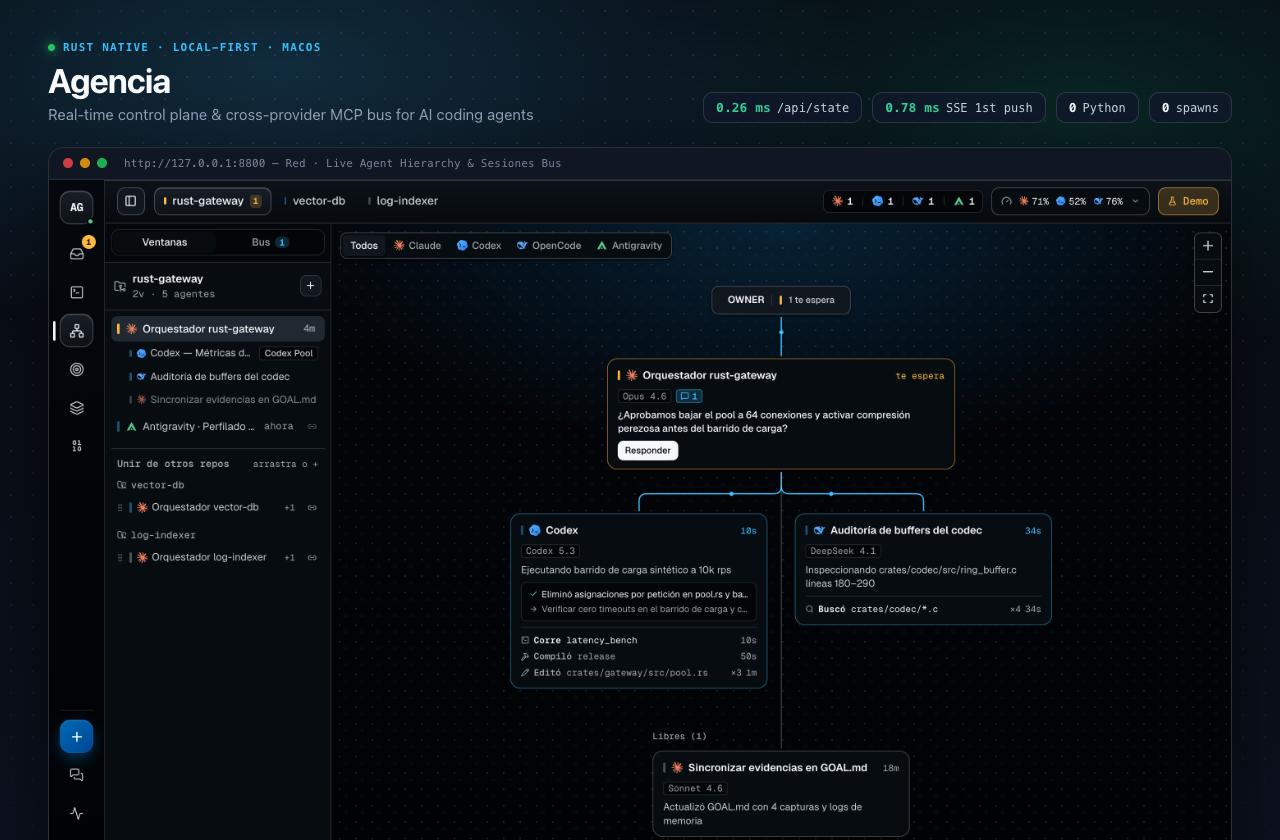 RUST NATIVE · LOCAL-FIRST · MACOS
Agencia
Real-time control plane & cross-provider MCP bus for AI coding agents
0.26 ms /api/state
0.78 ms SSE 1st push
0 Python
0 spawns
http://127.0.0.1:8800 — Red · Live Agent Hierarchy & Sesiones Bus
AG
rust-gateway 1
vector-db
log-indexer
1 1 1 1
71% 52% 76%
Demo
1
Ventanas
Bus 1
rust-gateway
2v · 5 agentes
+
Orquestador rust-gateway 4m
Codex — Métricas d... Codex Pool
Auditoría de buffers del codec
Sincronizar evidencias en GOAL.md
Antigravity · Perfilado ... ahora
Unir de otros repos arrastra o +
vector-db
Orquestador vector-db +1
log-indexer
Orquestador log-indexer +1
01
10
+
Todos
Claude
Codex
OpenCode
Antigravity
+
−
OWNER 1 te espera
Orquestador rust-gateway te espera
Opus 4.6 1
¿Aprobamos bajar el pool a 64 conexiones y activar compresión
perezosa antes del barrido de carga?
Responder
Codex 10s
Codex 5.3
Ejecutando barrido de carga sintético a 10k rps
✓ Eliminó asignaciones por petición en pool.rs y ba...
→ Verificar cero timeouts en el barrido de carga y c...
Corre latency_bench 10s
Compiló release 50s
Editó crates/gateway/src/pool.rs ×3 1m
Auditoría de buffers del codec 34s
DeepSeek 4.1
Inspeccionando crates/codec/src/ring_buffer.c
líneas 180–290
Buscó crates/codec/*.c ×4 34s
Libres (1)
Sincronizar evidencias en GOAL.md 18m
Sonnet 4.6
Actualizó GOAL.md con 4 capturas y logs de
memoria